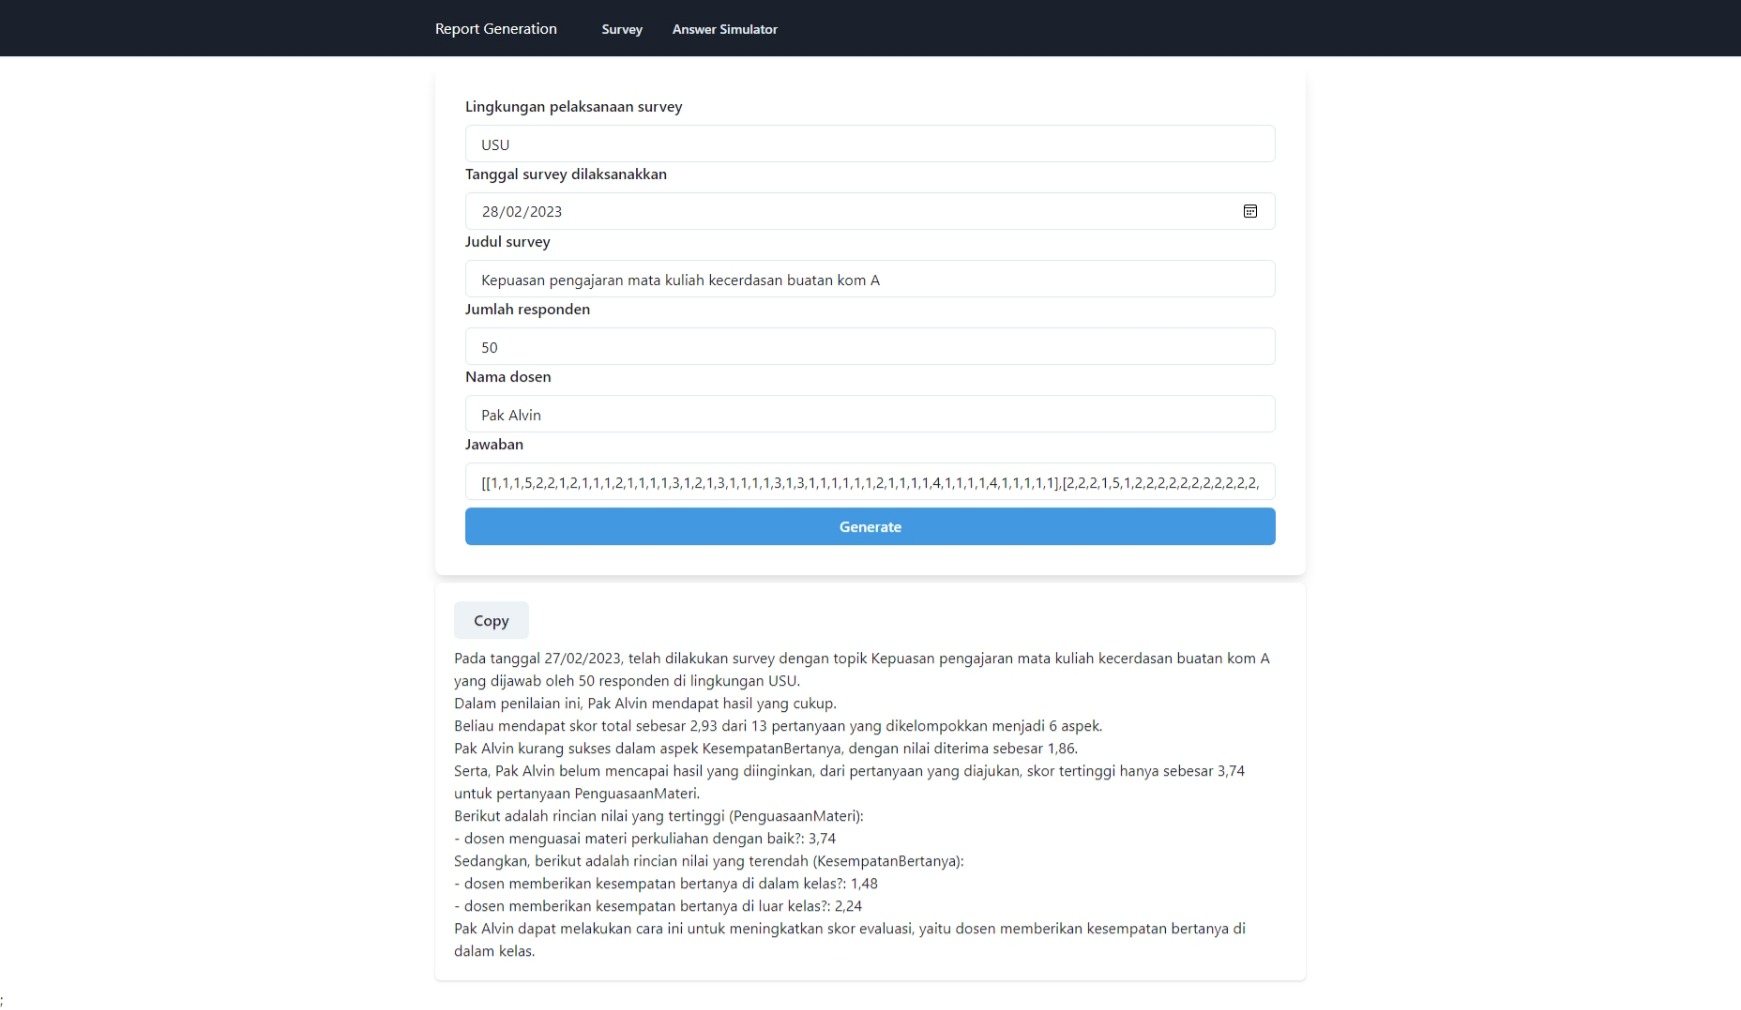 Report Generation
Survey
Answer Simulator
Lingkungan pelaksanaan survey
USU
Tanggal survey dilaksanakkan
28/02/2023
Judul survey
Kepuasan pengajaran mata kuliah kecerdasan buatan kom A
Jumlah responden
50
Nama dosen
Pak Alvin
Jawaban
[[1,1,1,5,2,2,1,2,1,1,1,2,1,1,1,1,3,1,2,1,3,1,1,1,1,3,1,3,1,1,1,1,1,1,2,1,1,1,1,4,1,1,1,1,4,1,1,1,1,1],[2,2,2,1,5,1,2,2,2,2,2,2,2,2,2,2,2,
Generate
Copy
Pada tanggal 27/02/2023, telah dilakukan survey dengan topik Kepuasan pengajaran mata kuliah kecerdasan buatan kom A
yang dijawab oleh 50 responden di lingkungan USU.
Dalam penilaian ini, Pak Alvin mendapat hasil yang cukup.
Beliau mendapat skor total sebesar 2,93 dari 13 pertanyaan yang dikelompokkan menjadi 6 aspek.
Pak Alvin kurang sukses dalam aspek KesempatanBertanya, dengan nilai diterima sebesar 1,86.
Serta, Pak Alvin belum mencapai hasil yang diinginkan, dari pertanyaan yang diajukan, skor tertinggi hanya sebesar 3,74
untuk pertanyaan PenguasaanMateri.
Berikut adalah rincian nilai yang tertinggi (PenguasaanMateri):
- dosen menguasai materi perkuliahan dengan baik?: 3,74
Sedangkan, berikut adalah rincian nilai yang terendah (KesempatanBertanya):
- dosen memberikan kesempatan bertanya di dalam kelas?: 1,48
- dosen memberikan kesempatan bertanya di luar kelas?: 2,24
Pak Alvin dapat melakukan cara ini untuk meningkatkan skor evaluasi, yaitu dosen memberikan kesempatan bertanya di
dalam kelas.
;